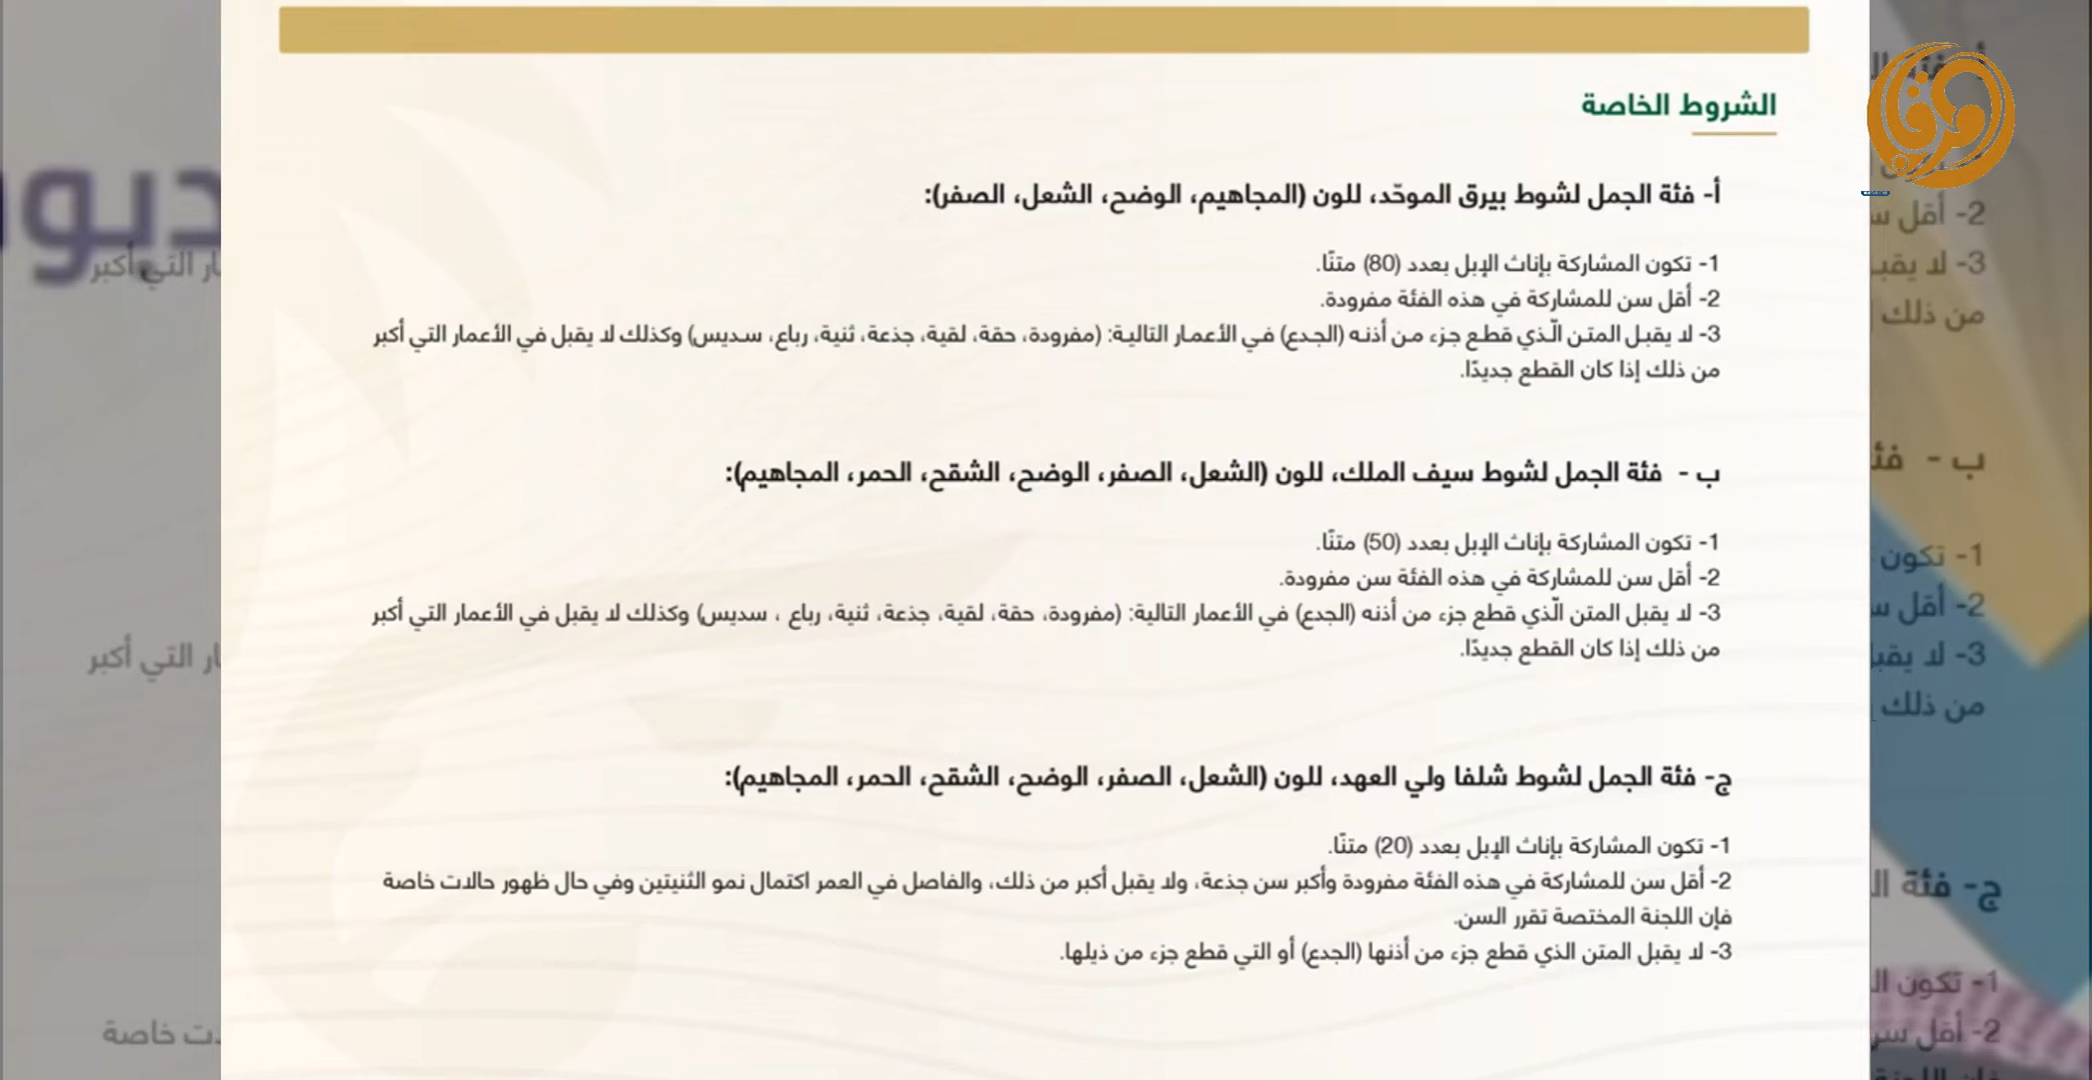 الشروط الخاصة
أ- فئة الجمل لشوط بيرق الموحّد، للون (المجاهيم، الوضح، الشعل، الصفر):
1- تكون المشاركة بإناث الإبل بعدد (80) متنًا.
2- أقل سن للمشاركة في هذه الفئة مفرودة.
3- لا يقبل المتن الّذي قطع جزء من أذنه (الجدع) في الأعمار التالية: (مفرودة، حقة، لقية، جذعة، ثنية، رباع، سديس) وكذلك لا يقبل في الأعمار التي أكبر
من ذلك إذا كان القطع جديدًا.
ب - فئة الجمل لشوط سيف الملك، للون (الشعل، الصفر، الوضح، الشقح، الحمر، المجاهيم):
1- تكون المشاركة بإناث الإبل بعدد (50) متنًا.
2- أقل سن للمشاركة في هذه الفئة سن مفرودة.
3- لا يقبل المتن الّذي قطع جزء من أذنه (الجدع) في الأعمار التالية: (مفرودة، حقة، لقية، جذعة، ثنية، رباع ، سديس) وكذلك لا يقبل في الأعمار التي أكبر
من ذلك إذا كان القطع جديدًا.
ج- فئة الجمل لشوط شلفا ولي العهد، للون (الشعل، الصفر، الوضح، الشقح، الحمر، المجاهيم):
1- تكون المشاركة بإناث الإبل بعدد (20) متنًا.
2- أقل سن للمشاركة في هذه الفئة مفرودة وأكبر سن جذعة، ولا يقبل أكبر من ذلك، والفاصل في العمر اكتمال نمو الثنيتين وفي حال ظهور حالات خاصة
فإن اللجنة المختصة تقرر السن.
3- لا يقبل المتن الذي قطع جزء من أذنها (الجدع) أو التي قطع جزء من ذيلها.